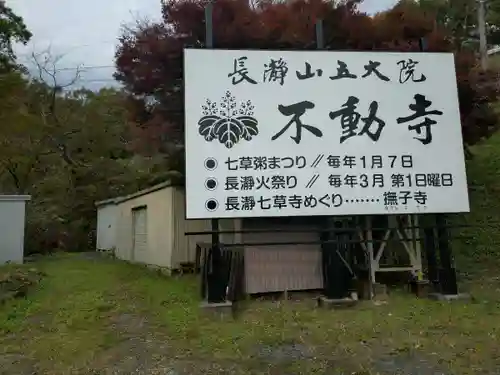 長瀞山五大院
不動寺
●七草粥まつり∥毎年1月7日
●長瀞火祭り∥毎年3月 第1日曜日
●長瀞七草寺めぐり……撫子寺